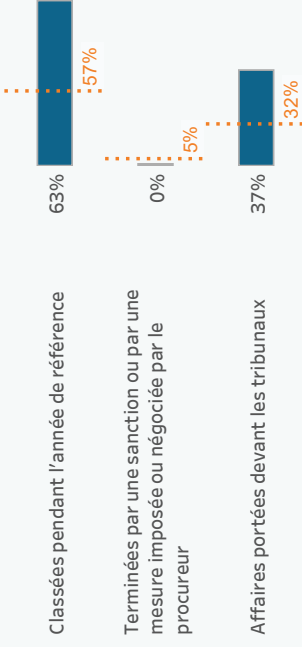 Classées pendant l'année de référence
63%
57%
Terminées par une sanction ou par une
mesure imposée ou négociée par le
procureur
0%
5%
Affaires portées devant les tribunaux
37%
32%